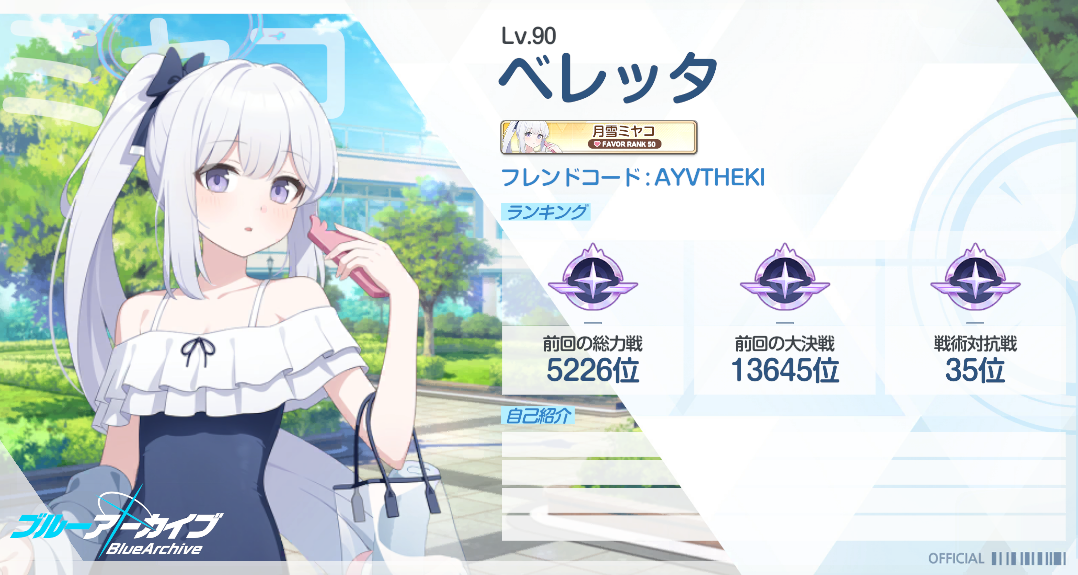 ミヤコ
Lv.90
ベレッタ
月雪ミヤコ
FAVOR RANK 50
フレンドコード : AYVTHEKI
ランキング
前回の総力戦
5226位
前回の大決戦
13645位
戦術対抗戦
35位
自己紹介
ブルーアーカイブ
BlueArchive
OFFICIAL